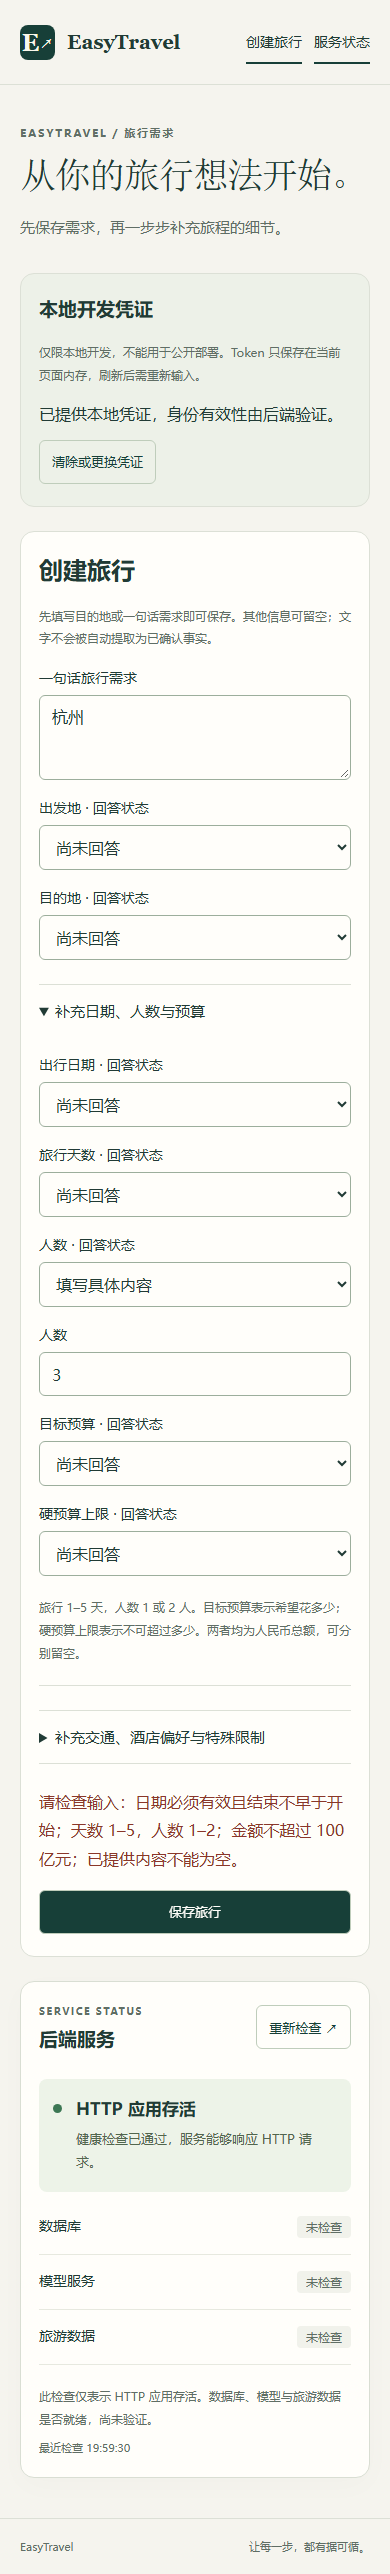 E↗ EasyTravel 创建旅行 服务状态
EASYTRAVEL / 旅行需求
从你的旅行想法开始。
先保存需求，再一步步补充旅程的细节。
本地开发凭证
仅限本地开发，不能用于公开部署。Token 只保存在当前
页面内存，刷新后需重新输入。
已提供本地凭证，身份有效性由后端验证。
清除或更换凭证
创建旅行
先填写目的地或一句话需求即可保存。其他信息可留空；文
字不会被自动提取为已确认事实。
一句话旅行需求
杭州
出发地 · 回答状态
尚未回答
目的地 · 回答状态
尚未回答
▼ 补充日期、人数与预算
出行日期 · 回答状态
尚未回答
旅行天数 · 回答状态
尚未回答
人数 · 回答状态
填写具体内容
人数
3
目标预算 · 回答状态
尚未回答
硬预算上限 · 回答状态
尚未回答
旅行 1–5 天，人数 1 或 2 人。目标预算表示希望花多少；
硬预算上限表示不可超过多少。两者均为人民币总额，可分
别留空。
▶ 补充交通、酒店偏好与特殊限制
请检查输入：日期必须有效且结束不早于开
始；天数 1–5，人数 1–2；金额不超过 100
亿元；已提供内容不能为空。
保存旅行
SERVICE STATUS
后端服务
重新检查 ↗
HTTP 应用存活
健康检查已通过，服务能够响应 HTTP 请
求。
数据库 未检查
模型服务 未检查
旅游数据 未检查
此检查仅表示 HTTP 应用存活。数据库、模型与旅游数据
是否就绪，尚未验证。
最近检查 19:59:30
EasyTravel 让每一步，都有据可循。